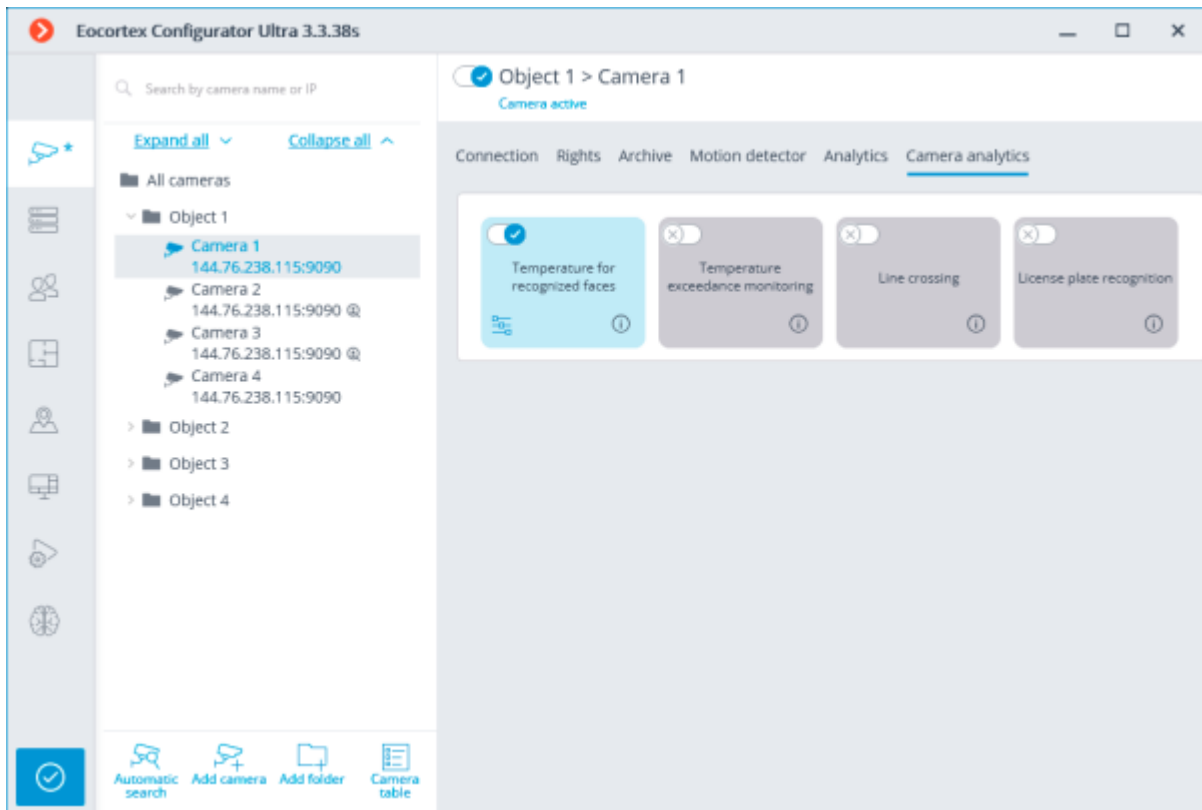 Eocortex Configurator Ultra 3.3.38s
Search by camera name or IP
Expand all
Collapse all
All cameras
Object 1
Camera 1
144.76.238.115:9090
Camera 2
144.76.238.115:9090
Camera 3
144.76.238.115:9090
Camera 4
144.76.238.115:9090
Object 2
Object 3
Object 4
Automatic search
Add camera
Add folder
Camera table
Object 1 > Camera 1
Camera active
Connection Rights Archive Motion detector Analytics Camera analytics
Temperature for
recognized faces
Temperature
exceedance monitoring
Line crossing
License plate recognition